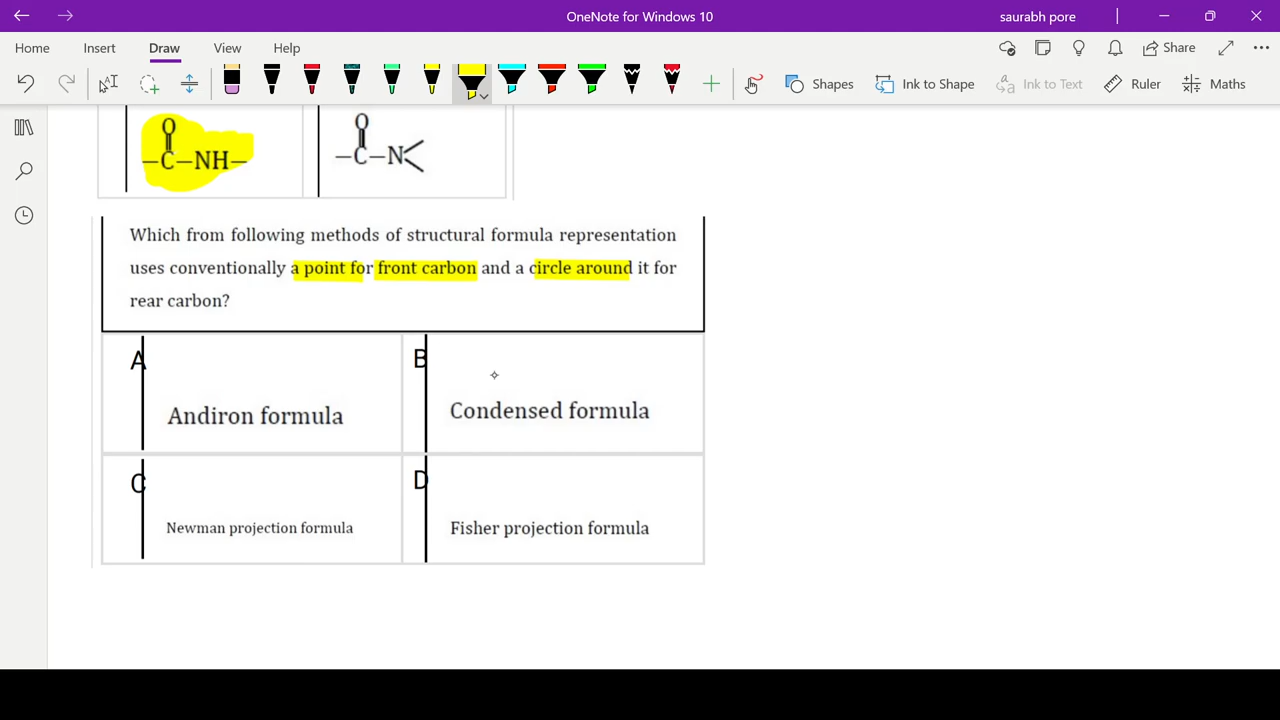 OneNote for Windows 10
saurabh pore
Home Insert Draw View Help
Share
Shapes Ink to Shape Ink to Text Ruler Maths
O O
–C–NH– –C–N<
Which from following methods of structural formula representation
uses conventionally a point for front carbon and a circle around it for
rear carbon?
A B
Andiron formula Condensed formula
C D
Newman projection formula Fisher projection formula